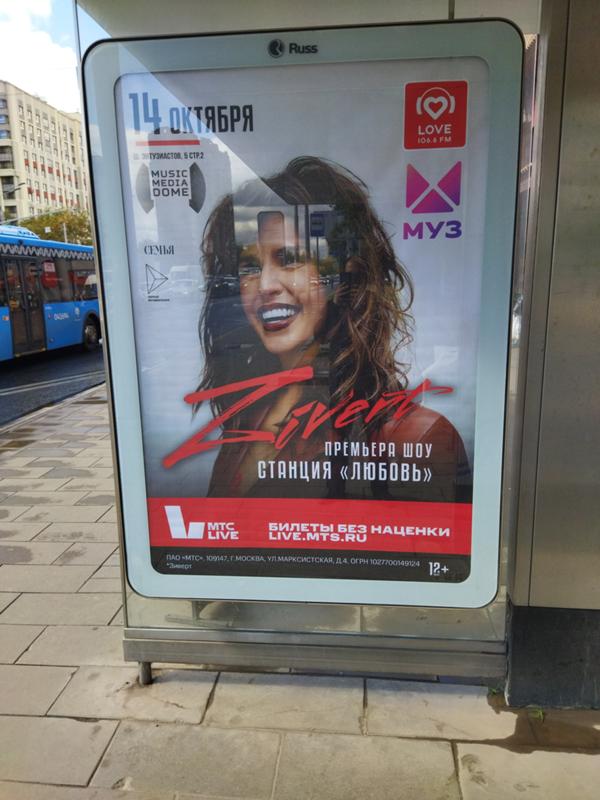 Russ
14 ОКТЯБРЯ
Ш. ЭНТУЗИАСТОВ, 5 СТР.2
MUSIC
MEDIA
DOME
СЕМЬЯ
LOVE
106.6 FM
МУЗ
Zivert
ПРЕМЬЕРА ШОУ
СТАНЦИЯ «ЛЮБОВЬ»
МТС
LIVE
БИЛЕТЫ БЕЗ НАЦЕНКИ
LIVE.MTS.RU
ПАО «МТС», 109147, Г.МОСКВА, УЛ.МАРКСИСТСКАЯ, Д.4. ОГРН 1027700149124
*Зиверт
12+